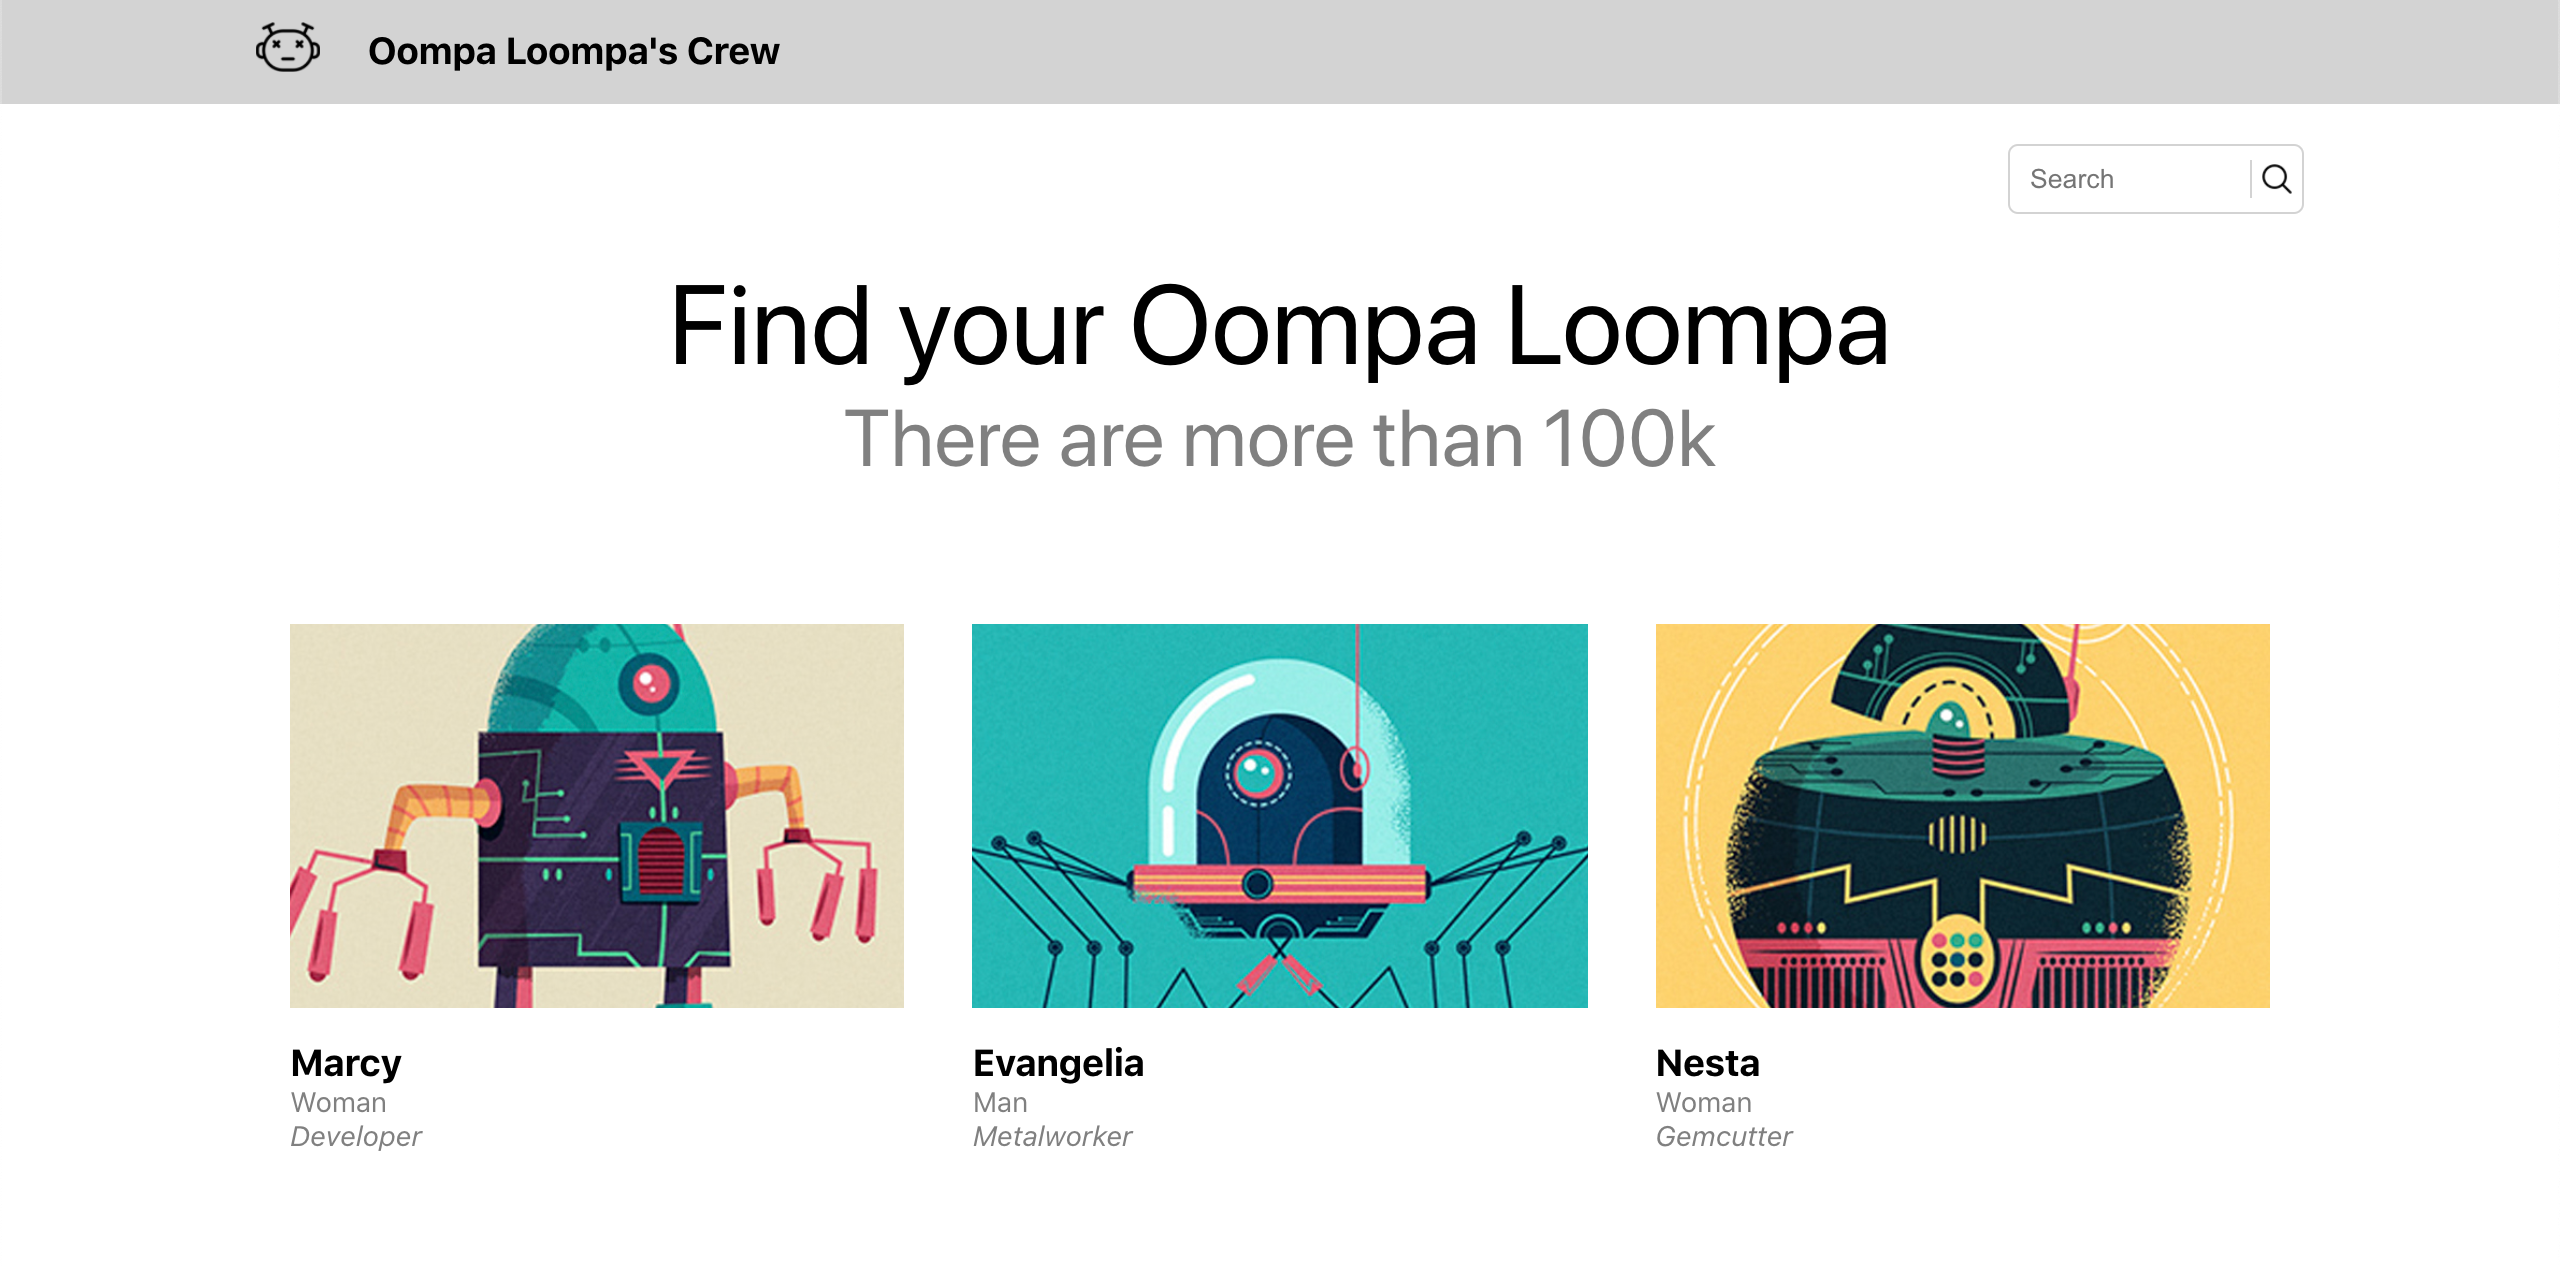 Oompa Loompa's Crew
Search
Find your Oompa Loompa
There are more than 100k
Marcy
Woman
Developer
Evangelia
Man
Metalworker
Nesta
Woman
Gemcutter